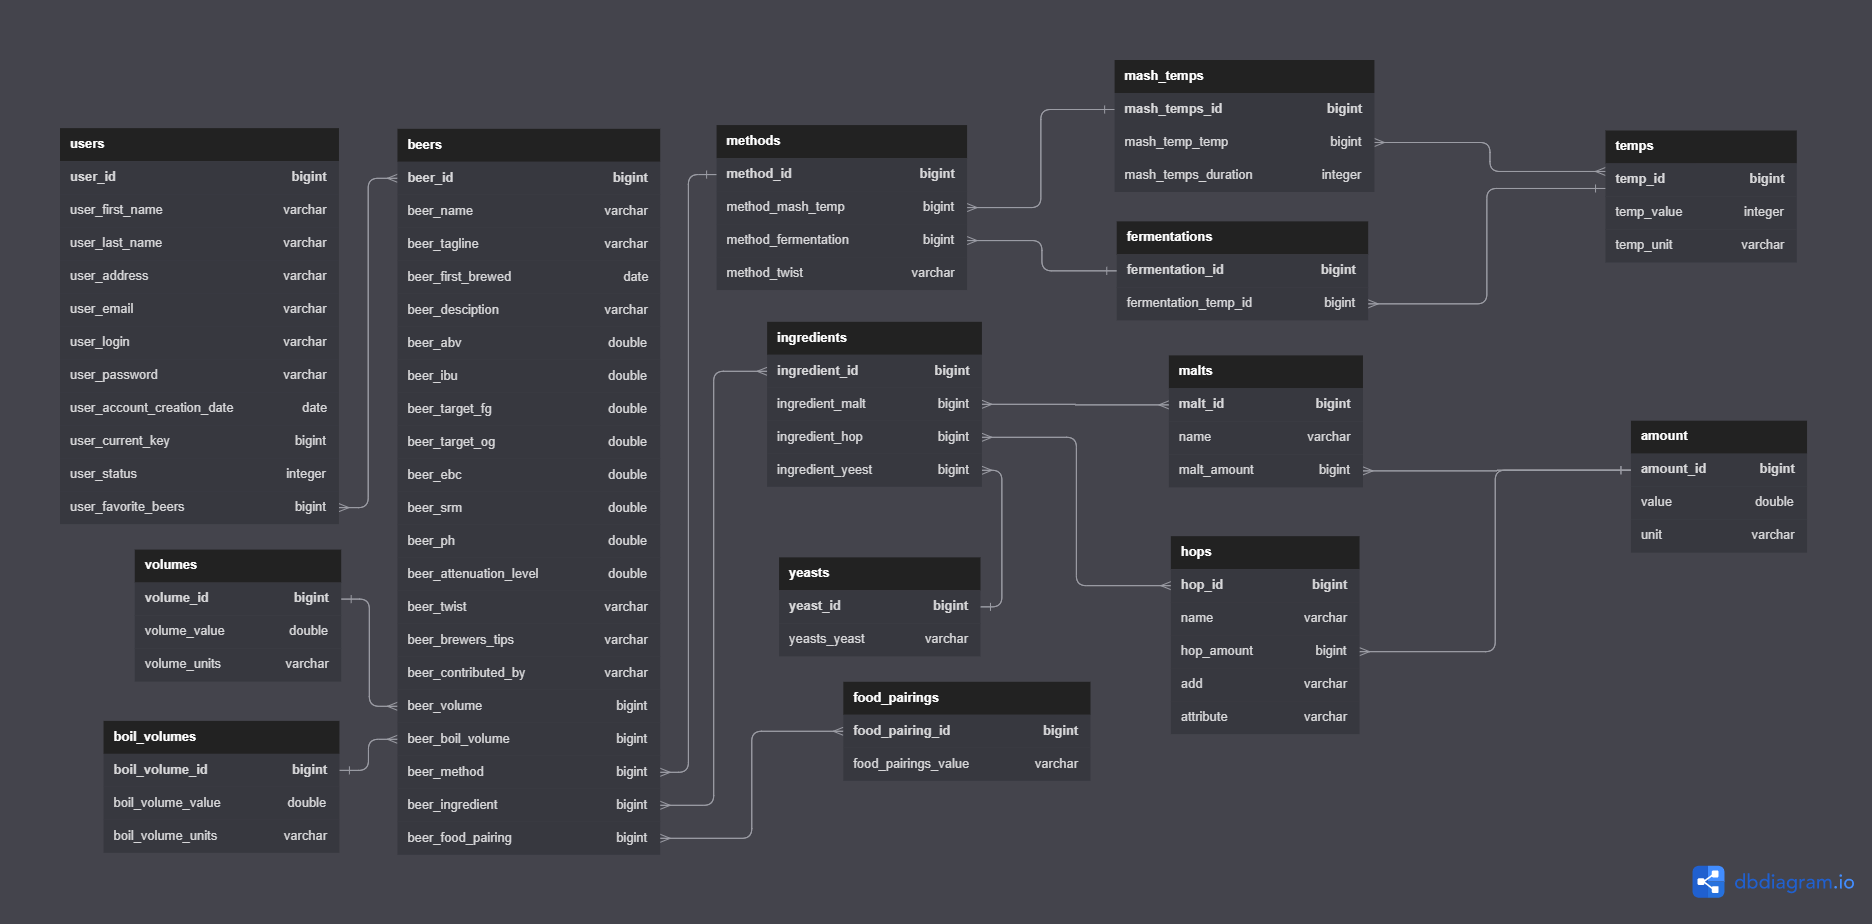 users
user_id bigint
user_first_name varchar
user_last_name varchar
user_address varchar
user_email varchar
user_login varchar
user_password varchar
user_account_creation_date date
user_current_key bigint
user_status integer
user_favorite_beers bigint
volumes
volume_id bigint
volume_value double
volume_units varchar
boil_volumes
boil_volume_id bigint
boil_volume_value double
boil_volume_units varchar
beers
beer_id bigint
beer_name varchar
beer_tagline varchar
beer_first_brewed date
beer_desciption varchar
beer_abv double
beer_ibu double
beer_target_fg double
beer_target_og double
beer_ebc double
beer_srm double
beer_ph double
beer_attenuation_level double
beer_twist varchar
beer_brewers_tips varchar
beer_contributed_by varchar
beer_volume bigint
beer_boil_volume bigint
beer_method bigint
beer_ingredient bigint
beer_food_pairing bigint
methods
method_id bigint
method_mash_temp bigint
method_fermentation bigint
method_twist varchar
ingredients
ingredient_id bigint
ingredient_malt bigint
ingredient_hop bigint
ingredient_yeest bigint
yeasts
yeast_id bigint
yeasts_yeast varchar
food_pairings
food_pairing_id bigint
food_pairings_value varchar
mash_temps
mash_temps_id bigint
mash_temp_temp bigint
mash_temps_duration integer
fermentations
fermentation_id bigint
fermentation_temp_id bigint
malts
malt_id bigint
name varchar
malt_amount bigint
hops
hop_id bigint
name varchar
hop_amount bigint
add varchar
attribute varchar
temps
temp_id bigint
temp_value integer
temp_unit varchar
amount
amount_id bigint
value double
unit varchar
dbdiagram.io